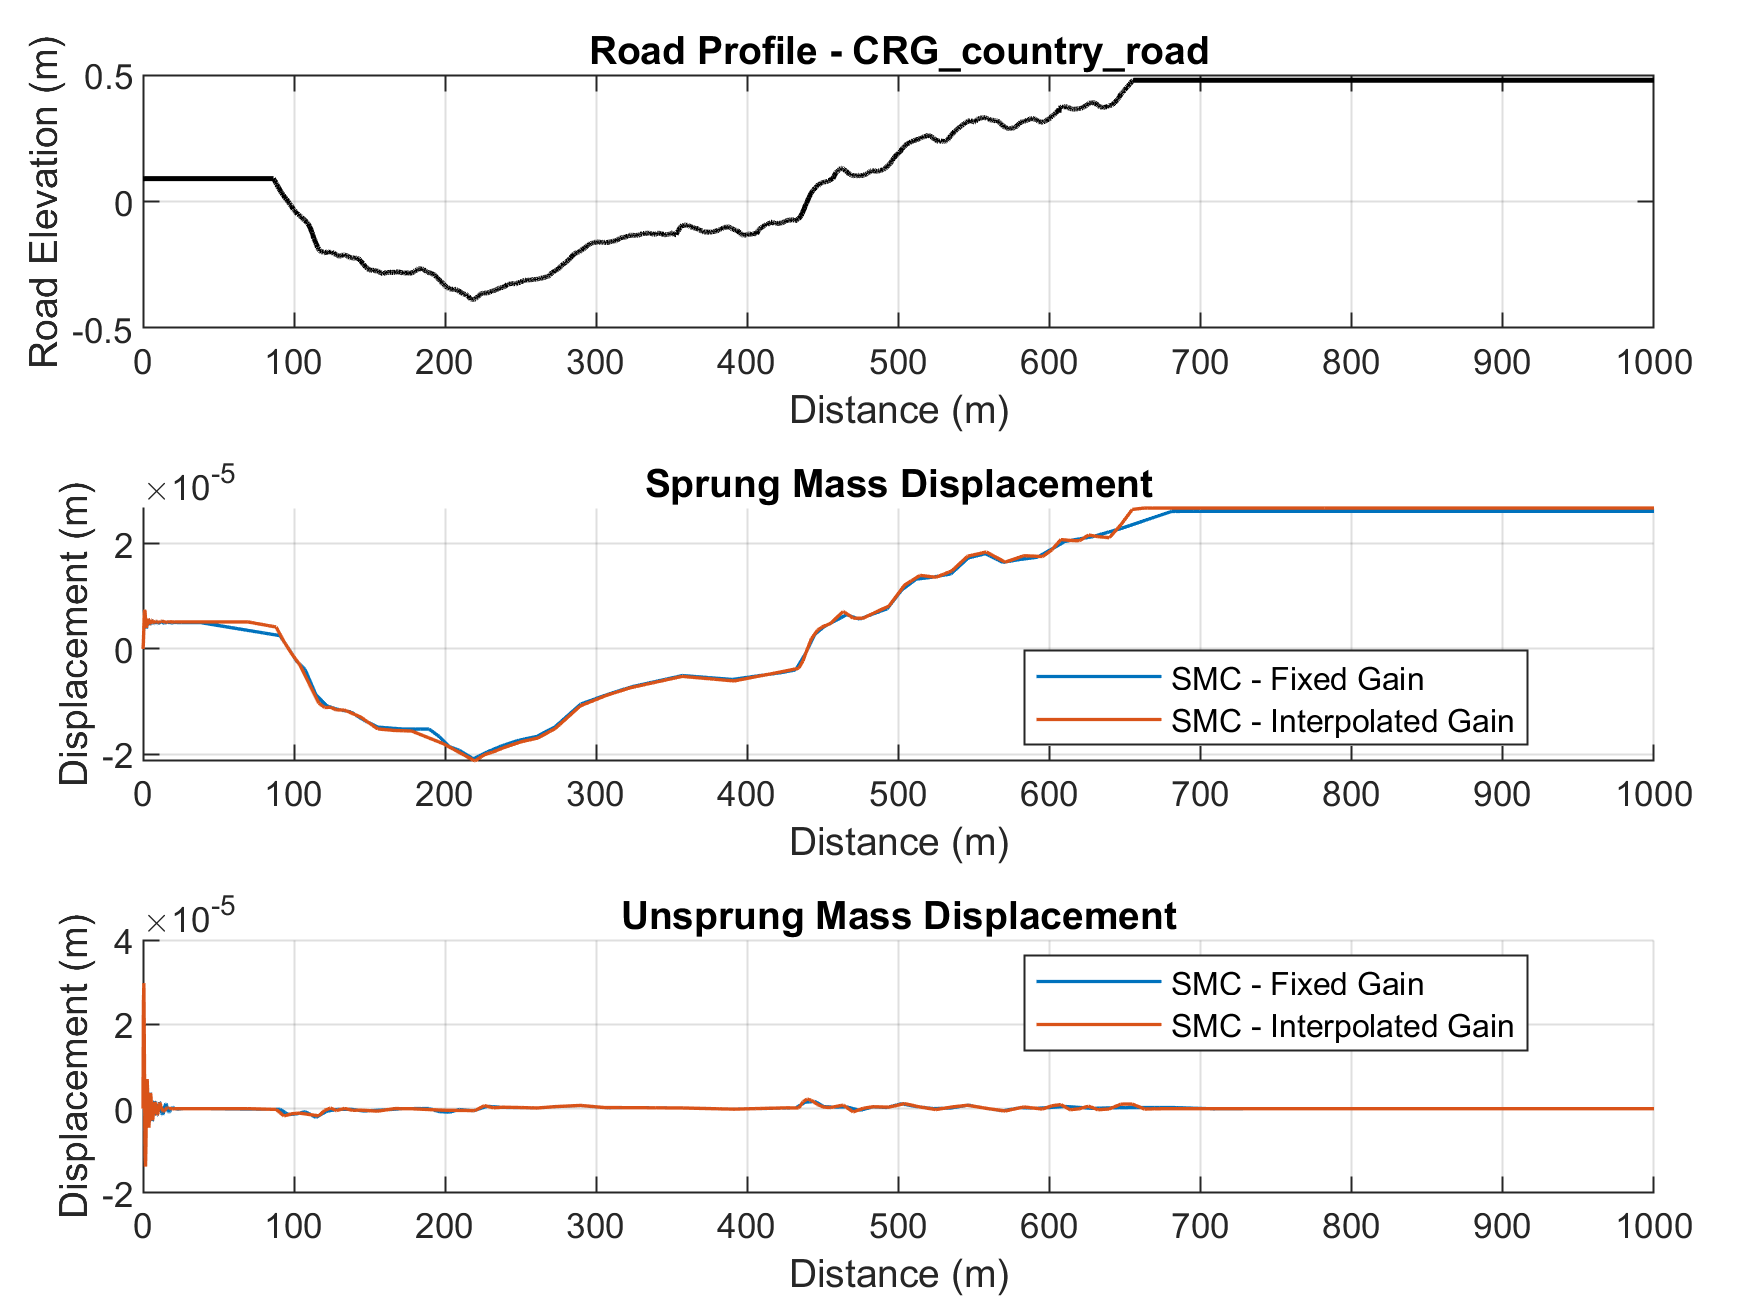 Road Profile - CRG_country_road
Road Elevation (m)
0.5
0
-0.5
0 100 200 300 400 500 600 700 800 900 1000
Distance (m)
×10-5
Sprung Mass Displacement
Displacement (m)
2
0
-2
SMC - Fixed Gain
SMC - Interpolated Gain
0 100 200 300 400 500 600 700 800 900 1000
Distance (m)
×10-5
Unsprung Mass Displacement
Displacement (m)
4
2
0
-2
SMC - Fixed Gain
SMC - Interpolated Gain
0 100 200 300 400 500 600 700 800 900 1000
Distance (m)